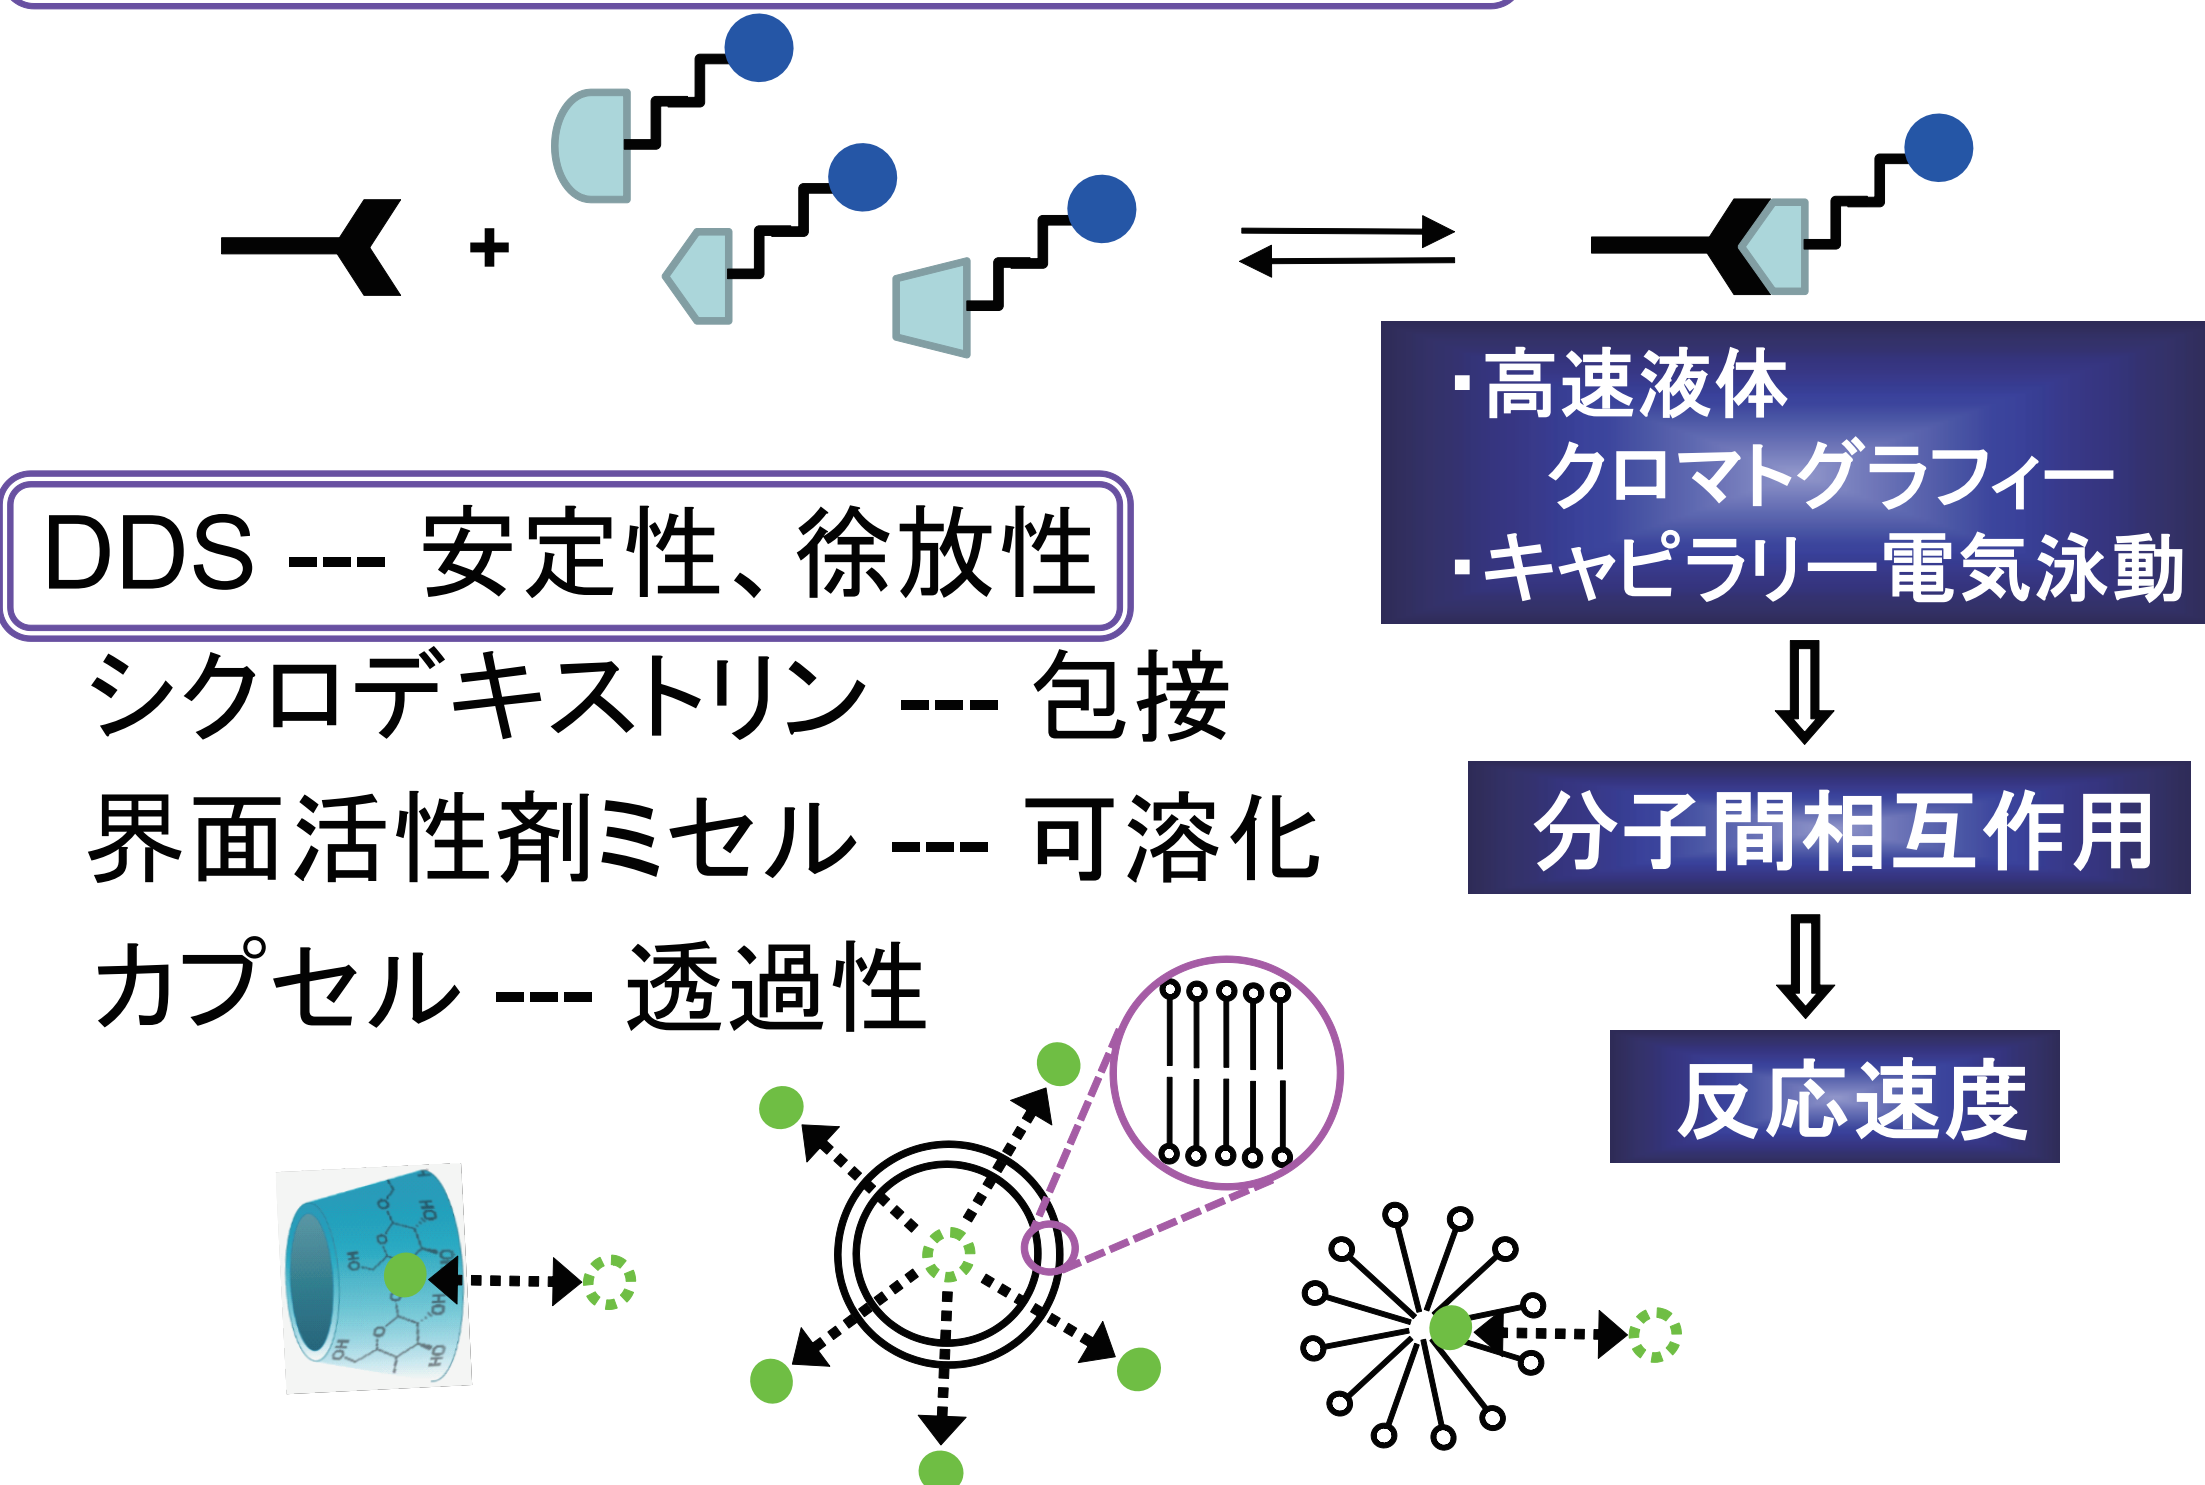 +
・高速液体
クロマトグラフィー
・キャピラリー電気泳動
DDS --- 安定性、徐放性
シクロデキストリン --- 包接
界面活性剤ミセル --- 可溶化
カプセル --- 透過性
分子間相互作用
反応速度